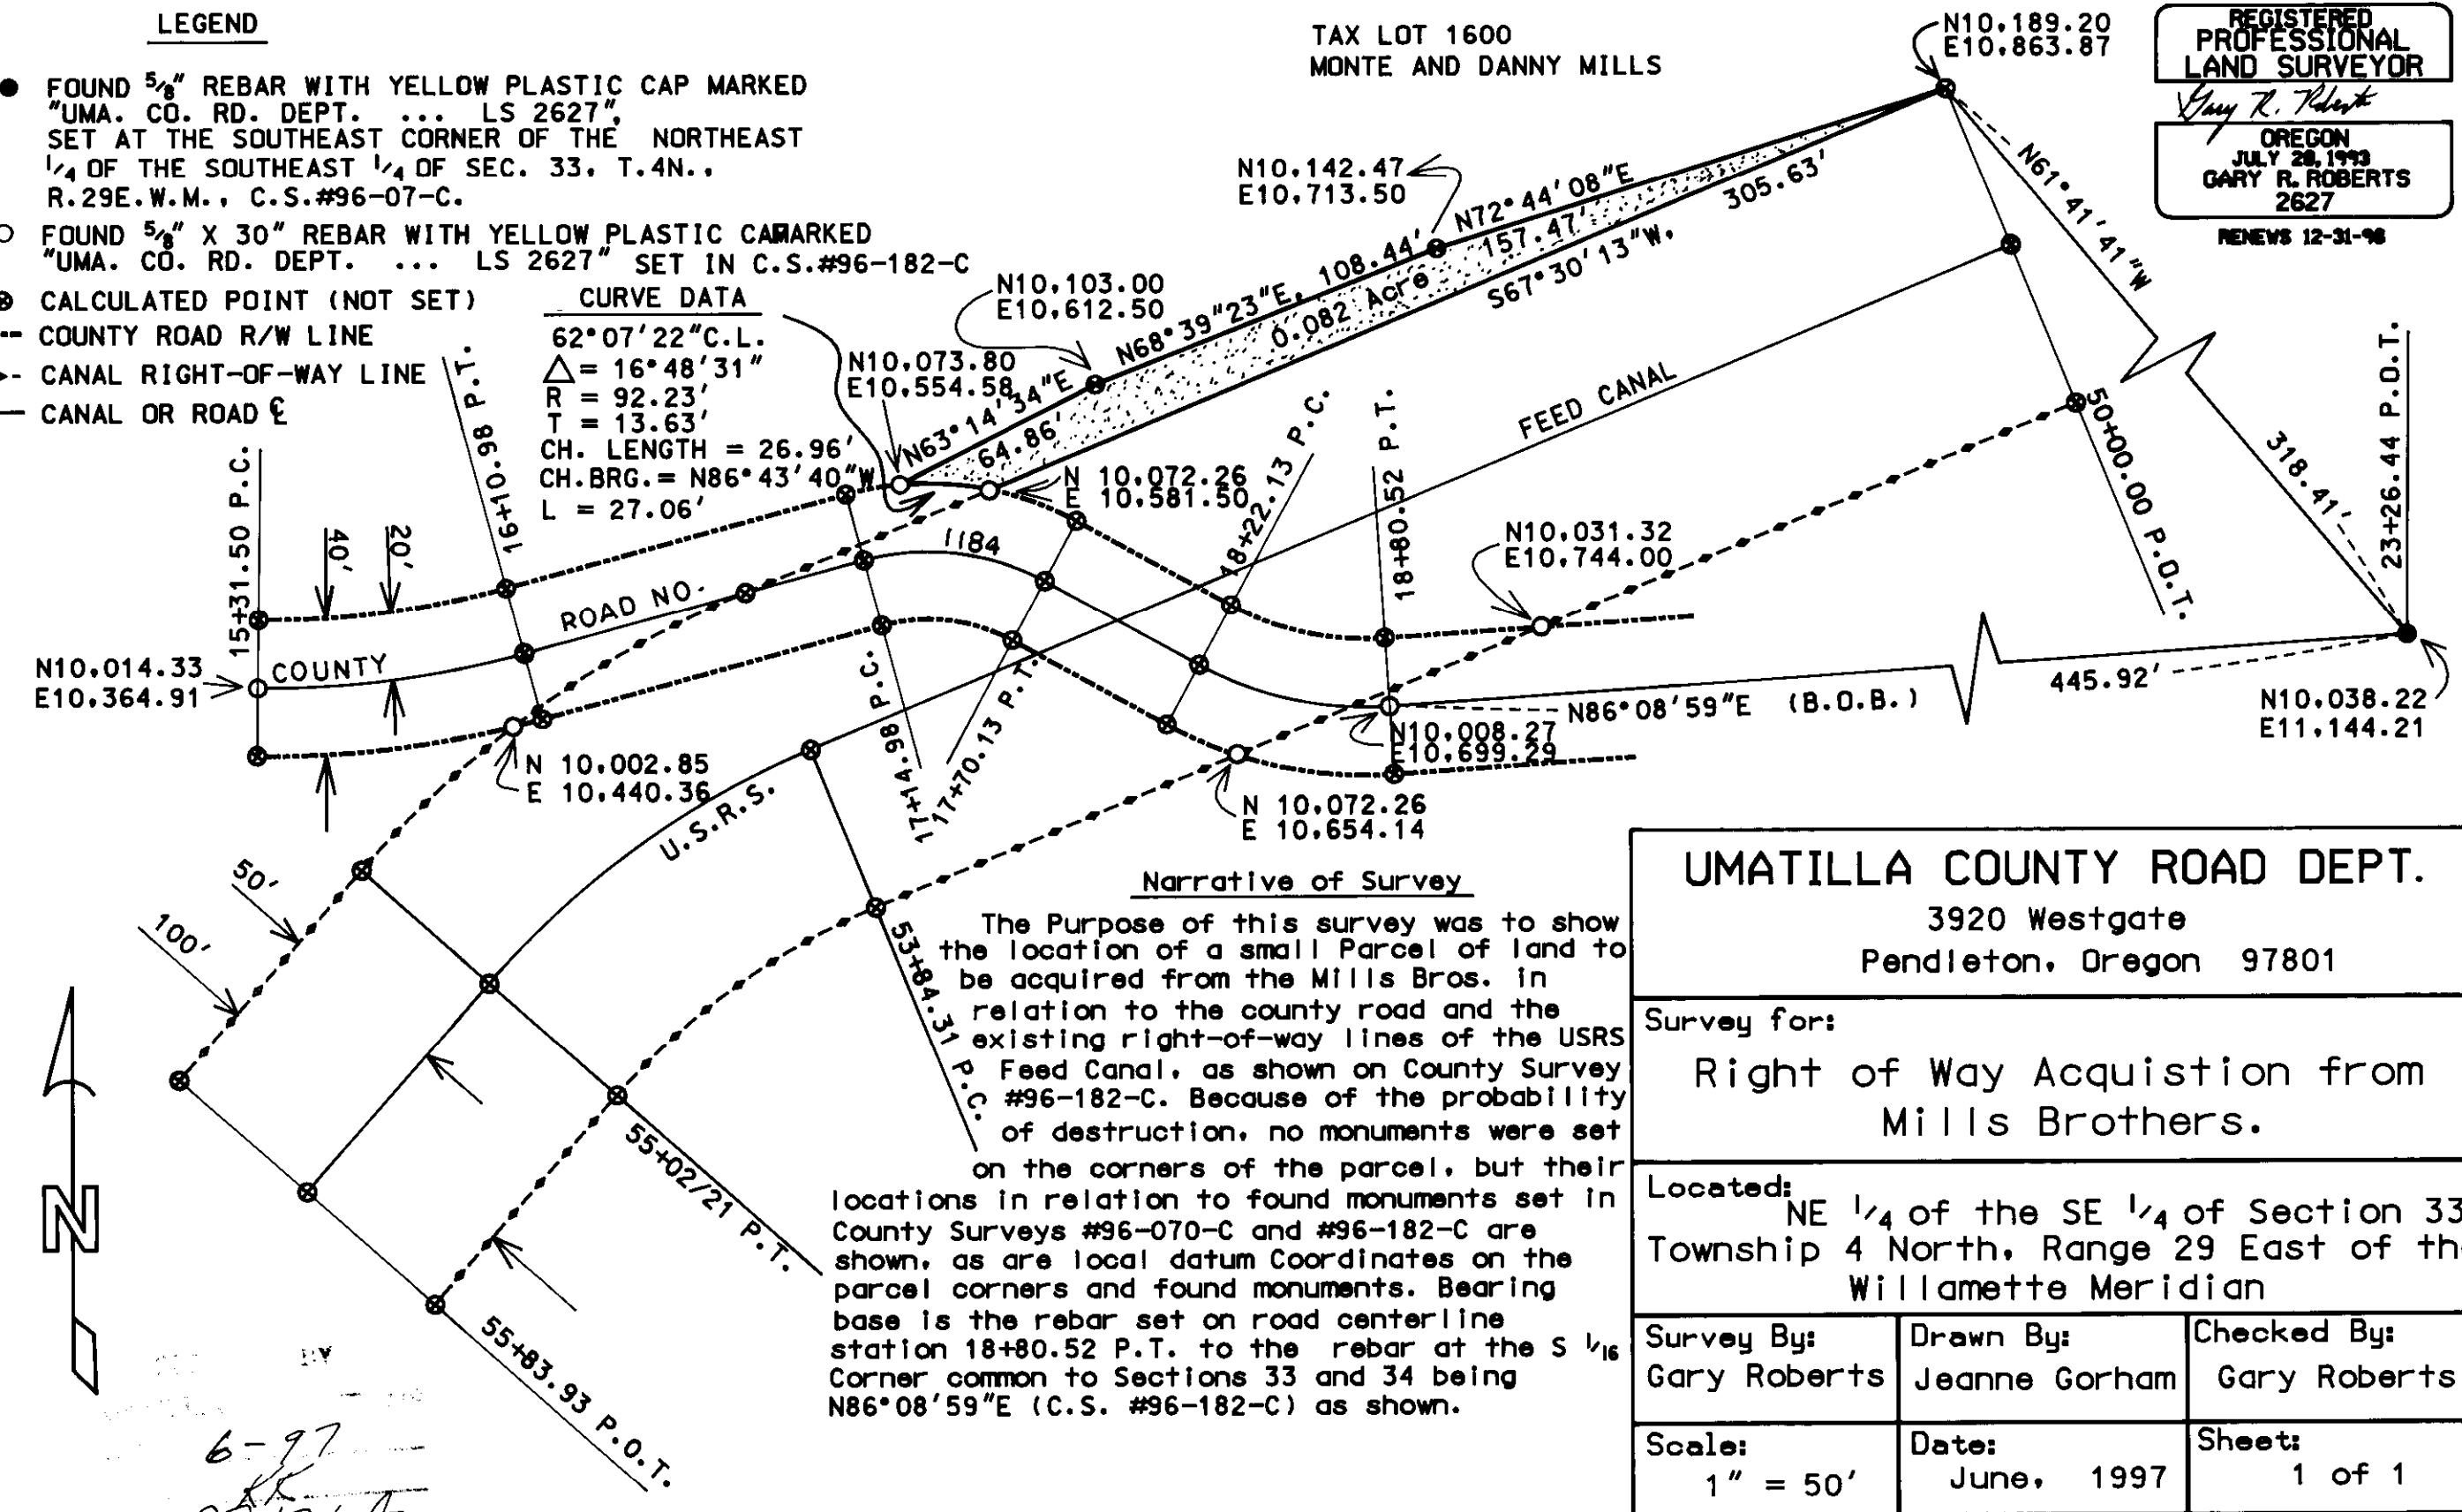 LEGEND
FOUND 5/8" REBAR WITH YELLOW PLASTIC CAP MARKED
"UMA. CO. RD. DEPT. ... LS 2627",
SET AT THE SOUTHEAST CORNER OF THE NORTHEAST
1/4 OF THE SOUTHEAST 1/4 OF SEC. 33, T.4N.,
R.29E.W.M., C.S.#96-07-C.
FOUND 5/8" X 30" REBAR WITH YELLOW PLASTIC CAMARKED
"UMA. CO. RD. DEPT. ... LS 2627" SET IN C.S.#96-182-C
CALCULATED POINT (NOT SET)
COUNTY ROAD R/W LINE
CANAL RIGHT-OF-WAY LINE
CANAL OR ROAD ℄
CURVE DATA
62°07'22"C.L.
△= 16°48'31"
R = 92.23'
T = 13.63'
CH. LENGTH = 26.96'
CH.BRG.= N86°43'40"W
L = 27.06'
TAX LOT 1600
MONTE AND DANNY MILLS
N10,189.20
E10,863.87
REGISTERED
PROFESSIONAL
LAND SURVEYOR
Gary R. Roberts
OREGON
JULY 20, 1993
GARY R. ROBERTS
2627
RENEWS 12-31-98
N10,142.47
E10,713.50
N10,103.00
E10,612.50
N10,073.80
E10,554.58
N63°14'34"E
64.86'
N68°39"23"E, 108.44'
N72°44'08"E
157.47'
0.082 Acre
S67°30'13"W,
305.63'
N61°41'41"W
318.41'
N 10,072.26
E 10,581.50
FEED CANAL
15+31.50 P.C.
16+10.98 P.T.
40'
20'
ROAD NO.
1184
COUNTY
N10,014.33
E10,364.91
17+14.98 P.C.
17+70.13 P.T.
18+22.13 P.C.
18+80.52 P.T.
N10,031.32
E10,744.00
50+00.00 P.O.T.
23+26.44 P.O.T.
N86°08'59"E (B.O.B.)
445.92'
N10,038.22
E11,144.21
N10,008.27
E10,699.29
N 10,002.85
E 10,440.36
N 10,072.26
E 10,654.14
U.S.R.S.
50'
100'
53+84.31 P.C.
55+02/21 P.T.
55+83.93 P.O.T.
N
Narrative of Survey
The Purpose of this survey was to show
the location of a small Parcel of land to
be acquired from the Mills Bros. in
relation to the county road and the
existing right-of-way lines of the USRS
Feed Canal, as shown on County Survey
#96-182-C. Because of the probability
of destruction, no monuments were set
on the corners of the parcel, but their
locations in relation to found monuments set in
County Surveys #96-070-C and #96-182-C are
shown, as are local datum Coordinates on the
parcel corners and found monuments. Bearing
base is the rebar set on road centerline
station 18+80.52 P.T. to the rebar at the S 1/16
Corner common to Sections 33 and 34 being
N86°08'59"E (C.S. #96-182-C) as shown.
UMATILLA COUNTY ROAD DEPT.
3920 Westgate
Pendleton, Oregon 97801
Survey for:
Right of Way Acquistion from
Mills Brothers.
Located:
NE 1/4 of the SE 1/4 of Section 33
Township 4 North, Range 29 East of th
Willamette Meridian
Survey By:
Gary Roberts
Drawn By:
Jeanne Gorham
Checked By:
Gary Roberts
Scale:
1" = 50'
Date:
June, 1997
Sheet:
1 of 1
BY
6-97